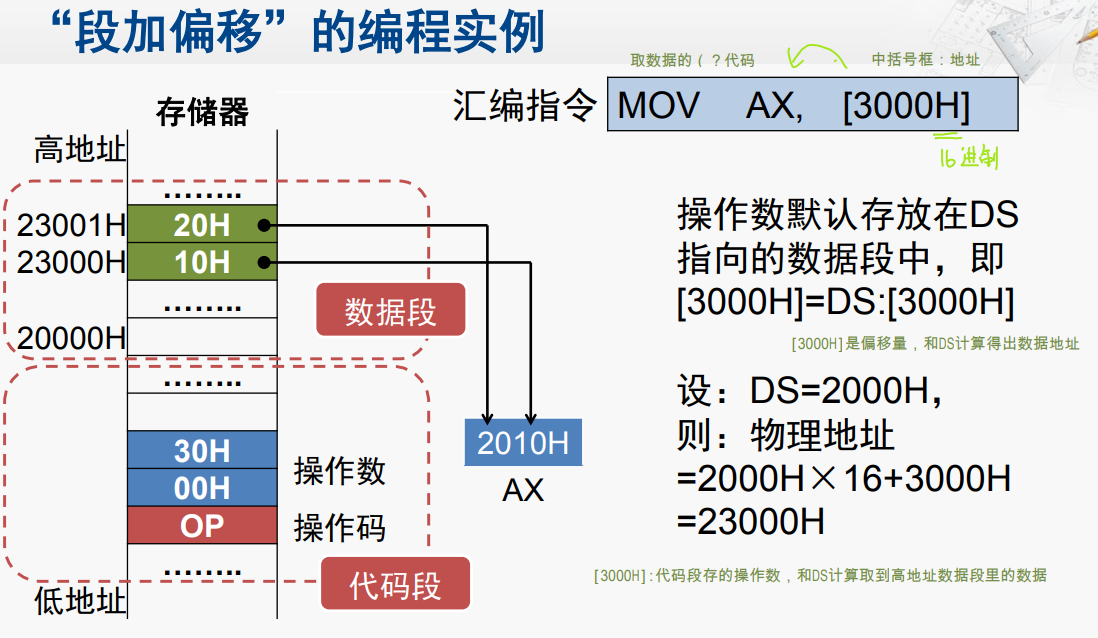 “段加偏移”的编程实例
取数据的（？代码
中括号框：地址
汇编指令
MOV AX, [3000H]
16进制
存储器
高地址
........
23001H
20H
23000H
10H
........
数据段
20000H
........
30H
00H
操作数
OP
操作码
........
代码段
低地址
2010H
AX
操作数默认存放在DS
指向的数据段中，即
[3000H]=DS:[3000H]
[3000H]是偏移量，和DS计算得出数据地址
设：DS=2000H，
则：物理地址
=2000H×16+3000H
=23000H
[3000H]:代码段存的操作数，和DS计算取到高地址数据段里的数据